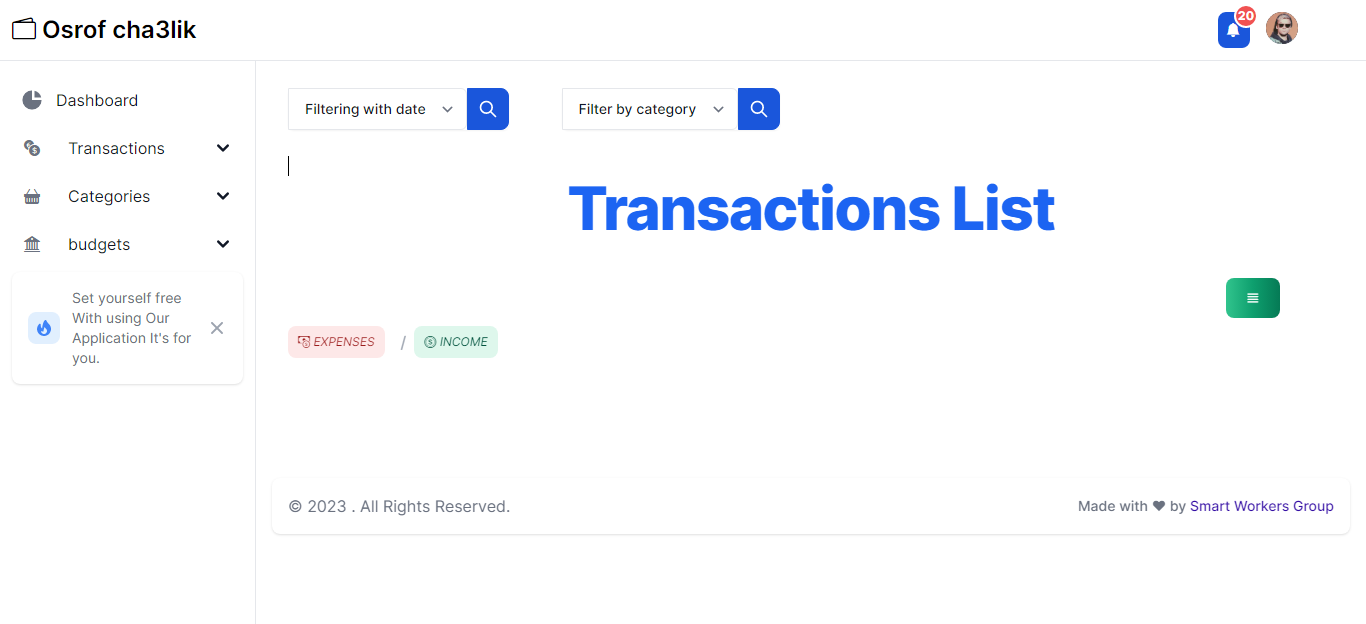 Osrof cha3lik
20
Dashboard
Transactions
Categories
budgets
Set yourself free
With using Our
Application It's for
you.
Filtering with date
Filter by category
Transactions List
EXPENSES / INCOME
© 2023 . All Rights Reserved.
Made with ❤ by Smart Workers Group